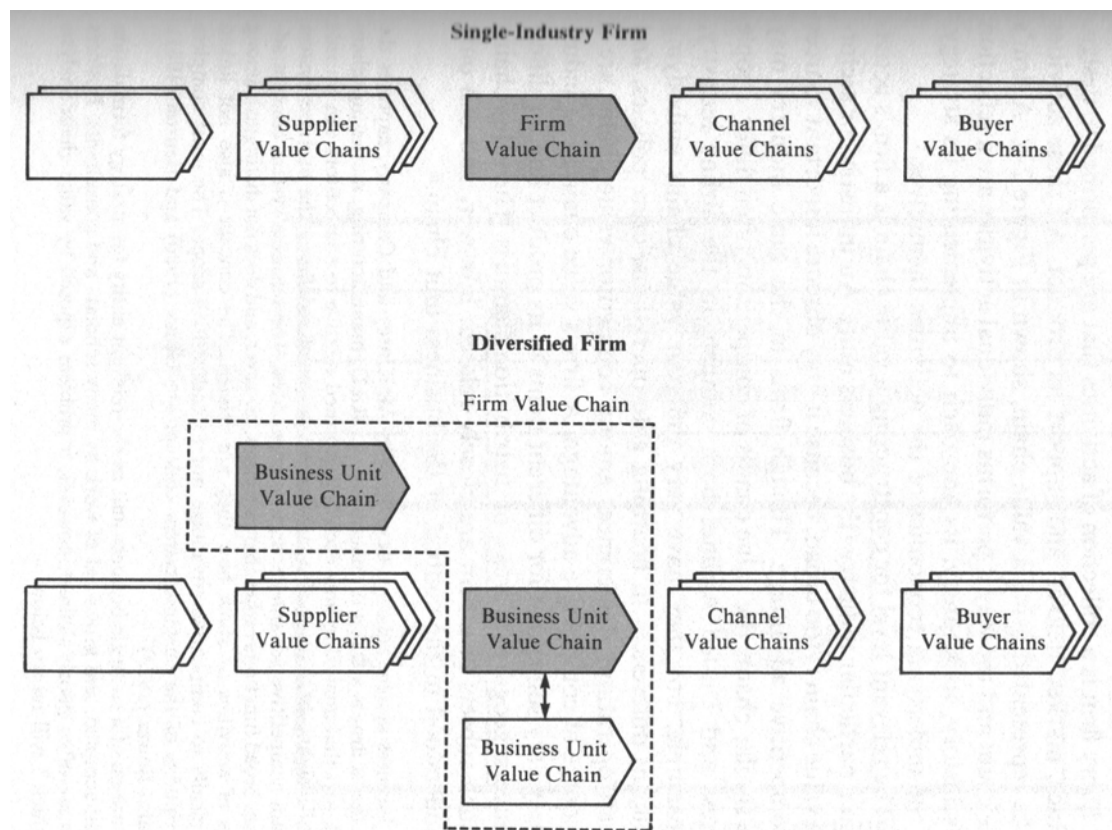 Single-Industry Firm
Supplier
Value Chains
Firm
Value Chain
Channel
Value Chains
Buyer
Value Chains
Diversified Firm
Firm Value Chain
Business Unit
Value Chain
Supplier
Value Chains
Business Unit
Value Chain
Channel
Value Chains
Buyer
Value Chains
Business Unit
Value Chain